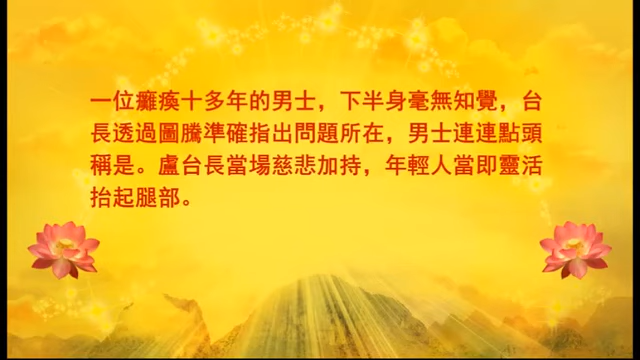 一位癱瘓十多年的男士，下半身毫無知覺，台
長透過圖騰準確指出問題所在，男士連連點頭
稱是。盧台長當場慈悲加持，年輕人當即靈活
抬起腿部。